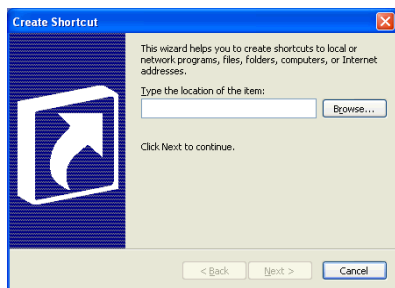 Create Shortcut
This wizard helps you to create shortcuts to local or
network programs, files, folders, computers, or Internet
addresses.
Type the location of the item:
Browse...
Click Next to continue.
< Back
Next >
Cancel